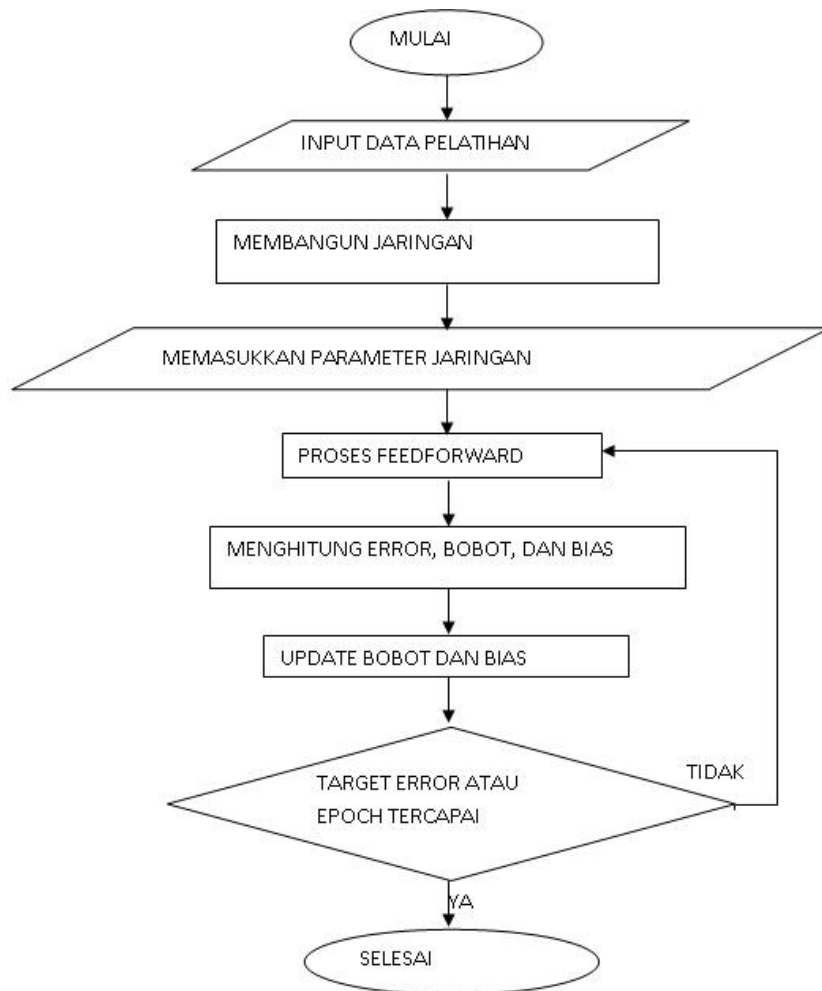 MULAI
INPUT DATA PELATIHAN
MEMBANGUN JARINGAN
MEMASUKKAN PARAMETER JARINGAN
PROSES FEEDFORWARD
MENGHITUNG ERROR, BOBOT, DAN BIAS
UPDATE BOBOT DAN BIAS
TARGET ERROR ATAU
EPOCH TERCAPAI
TIDAK
YA
SELESAI